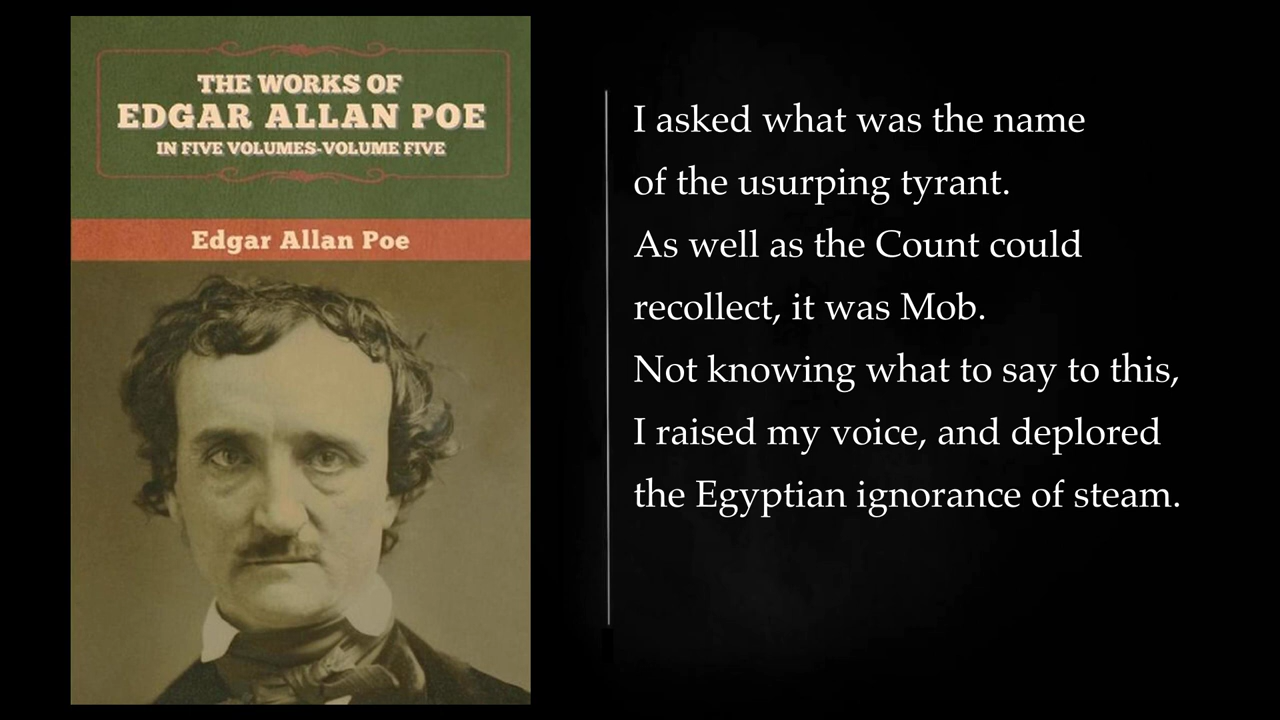 THE WORKS OF
EDGAR ALLAN POE
IN FIVE VOLUMES-VOLUME FIVE
Edgar Allan Poe
I asked what was the name
of the usurping tyrant.
As well as the Count could
recollect, it was Mob.
Not knowing what to say to this,
I raised my voice, and deplored
the Egyptian ignorance of steam.